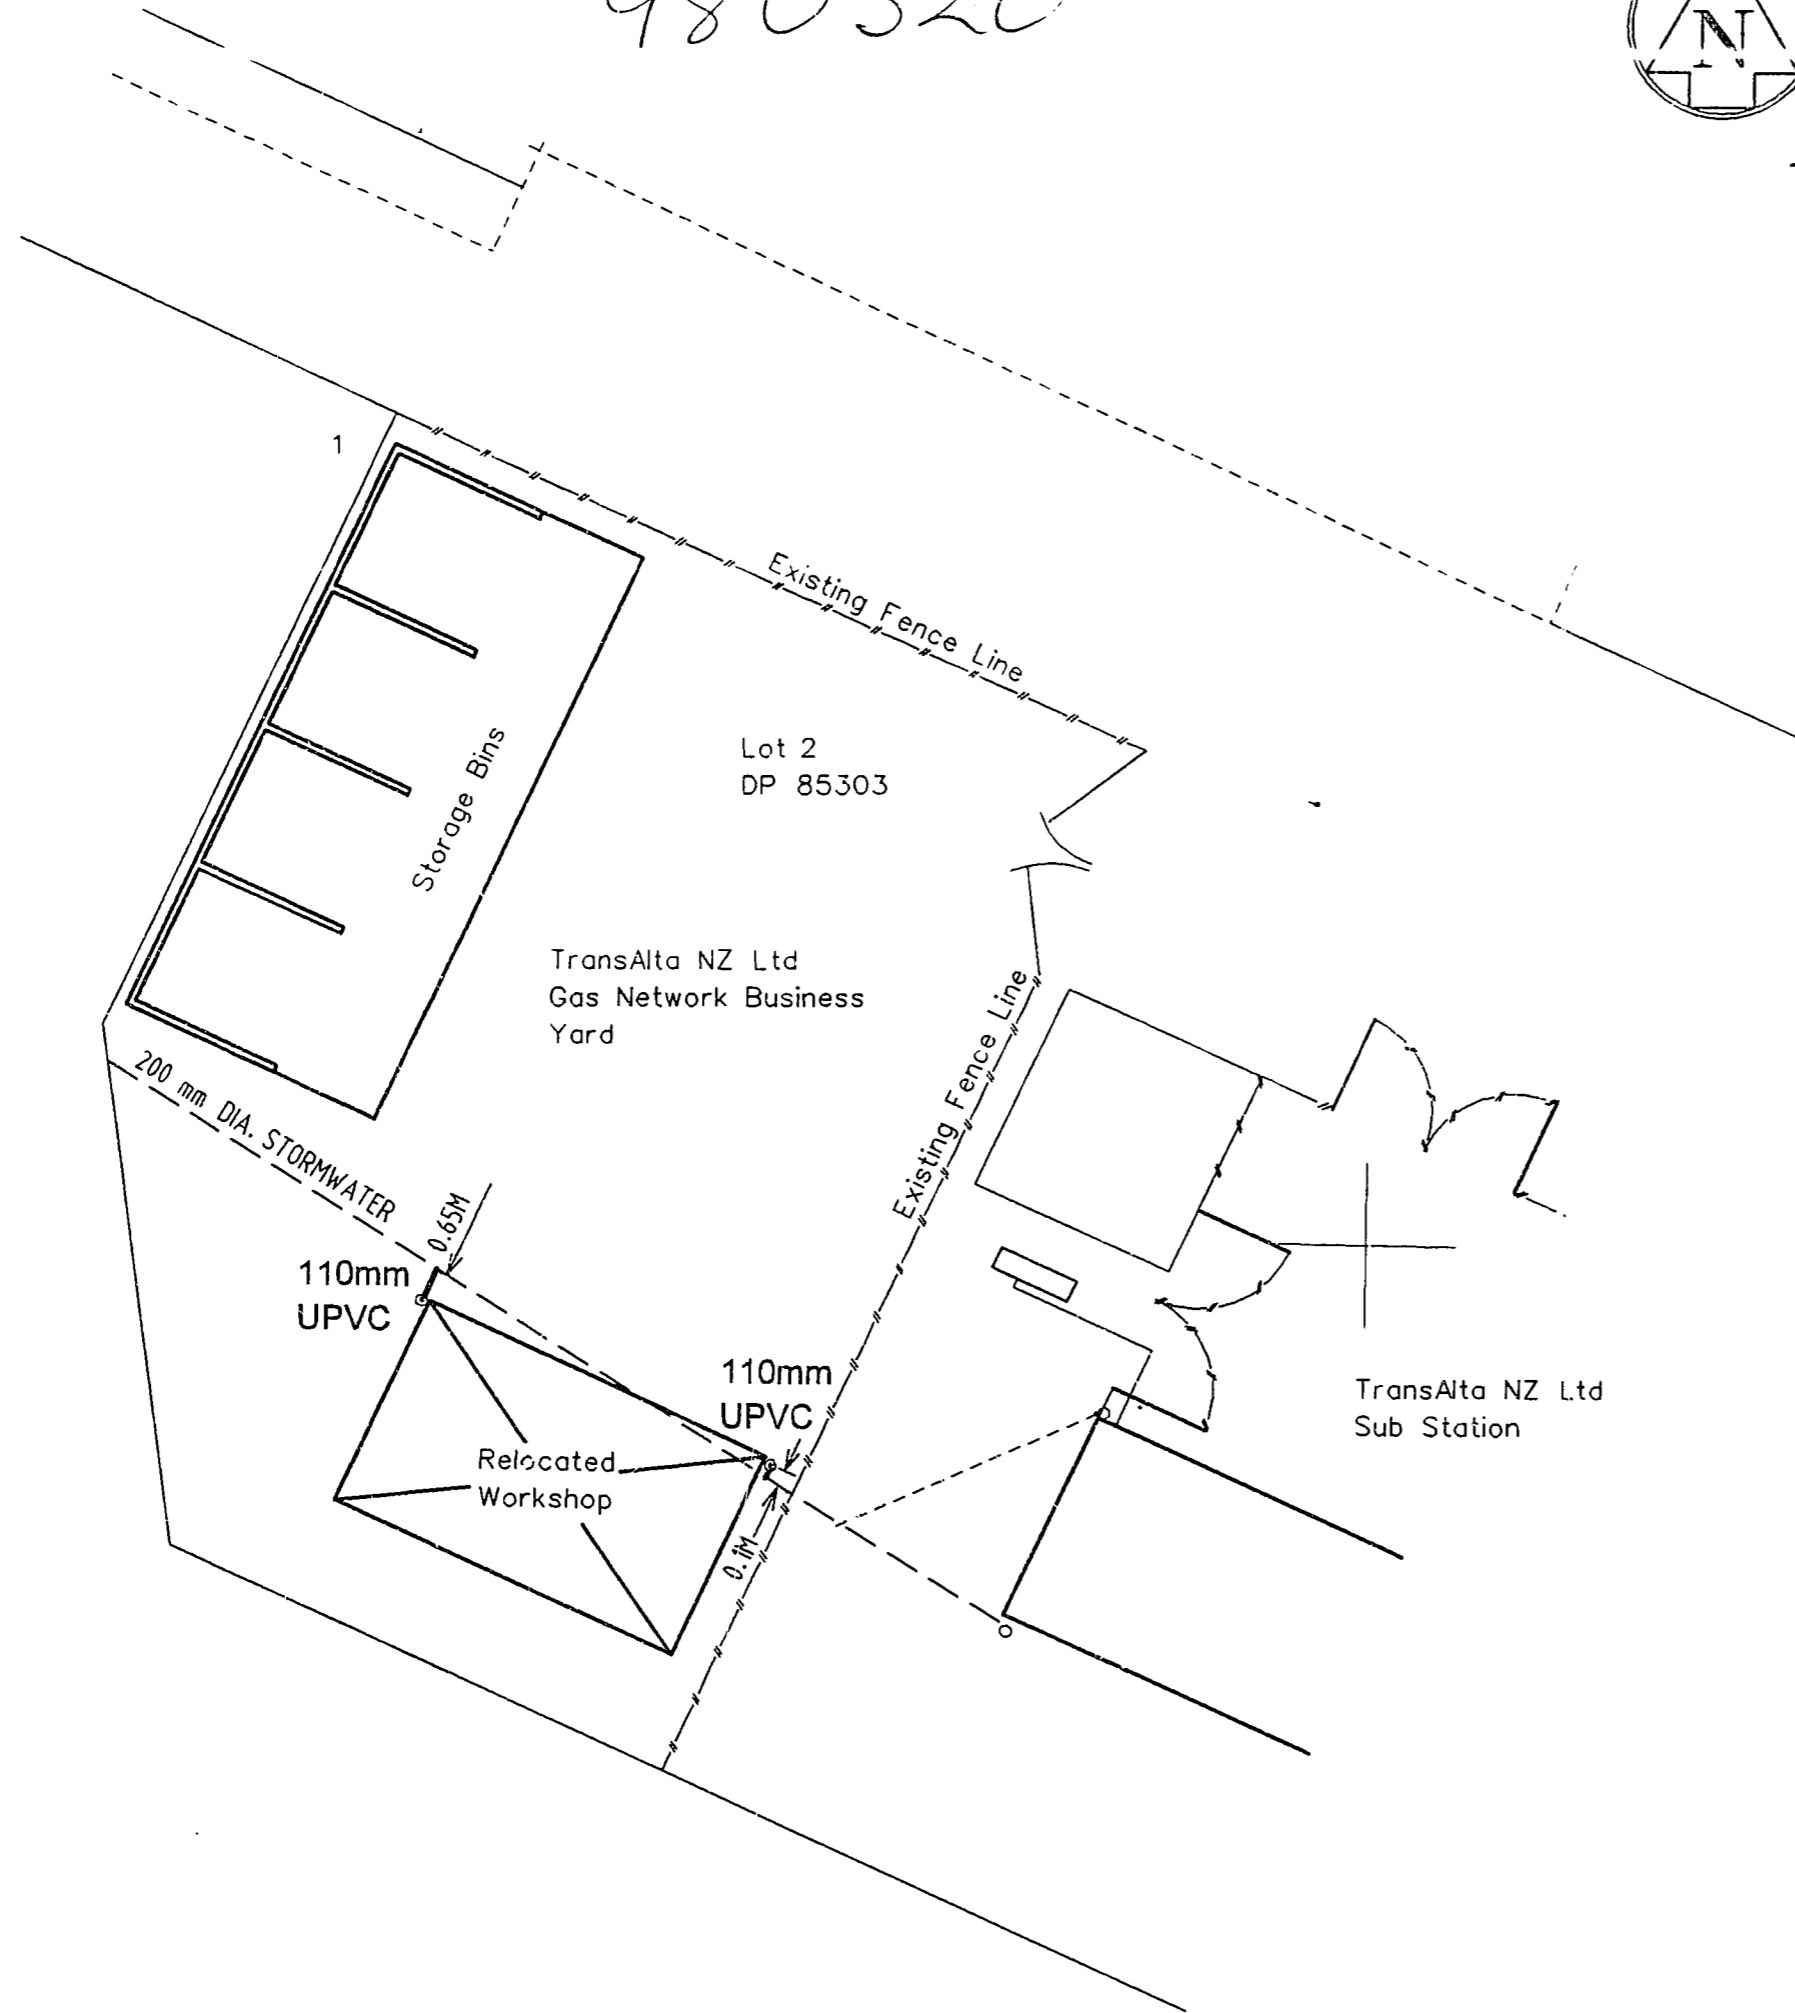 980320
N
1
Existing Fence Line
Lot 2
DP 85303
Storage Bins
TransAlta NZ Ltd
Gas Network Business
Yard
Existing Fence Line
200 mm DIA. STORMWATER
0.65M
110mm
UPVC
110mm
UPVC
Relocated
Workshop
0.1M
TransAlta NZ Ltd
Sub Station